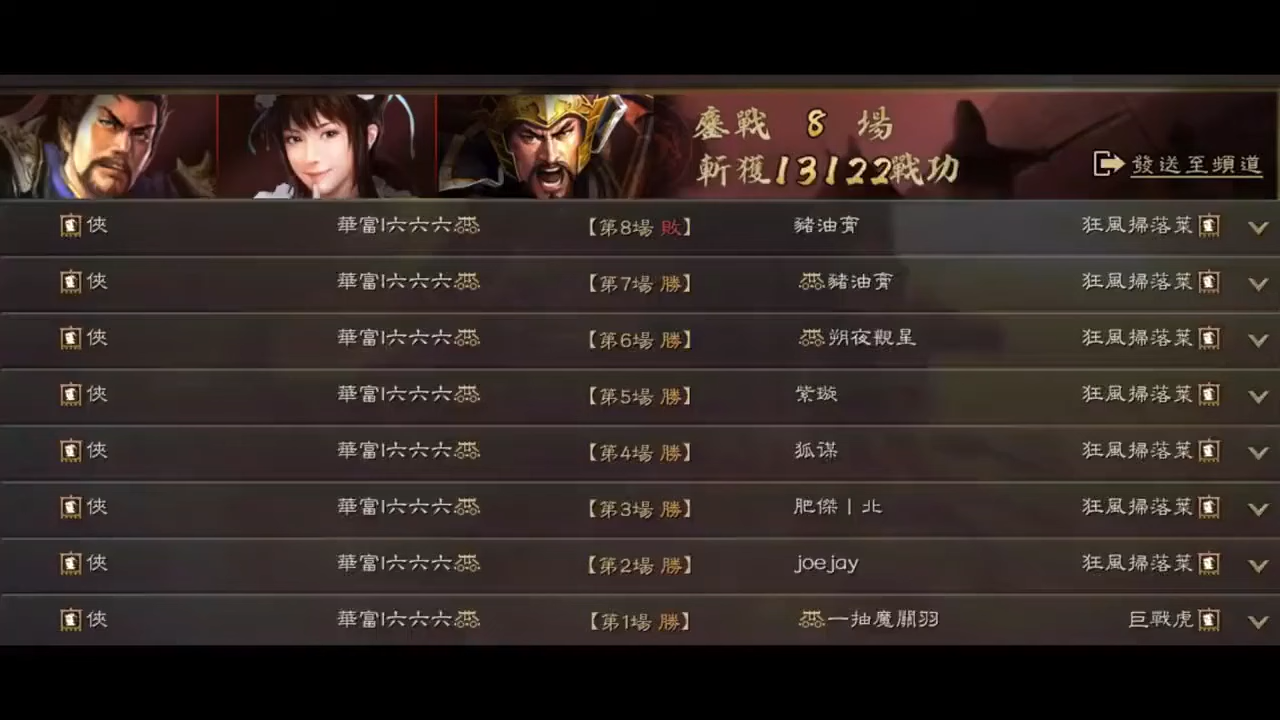 鏖戰 8 場
斬獲13122戰功
發送至頻道
俠 華富|六六六 【第8場 敗】 豬油膏 狂風掃落葉
俠 華富|六六六 【第7場 勝】 豬油膏 狂風掃落葉
俠 華富|六六六 【第6場 勝】 朔夜觀星 狂風掃落葉
俠 華富|六六六 【第5場 勝】 紫璇 狂風掃落葉
俠 華富|六六六 【第4場 勝】 狐谋 狂風掃落葉
俠 華富|六六六 【第3場 勝】 肥傑｜北 狂風掃落葉
俠 華富|六六六 【第2場 勝】 joejay 狂風掃落葉
俠 華富|六六六 【第1場 勝】 一抽魔關羽 巨戰虎